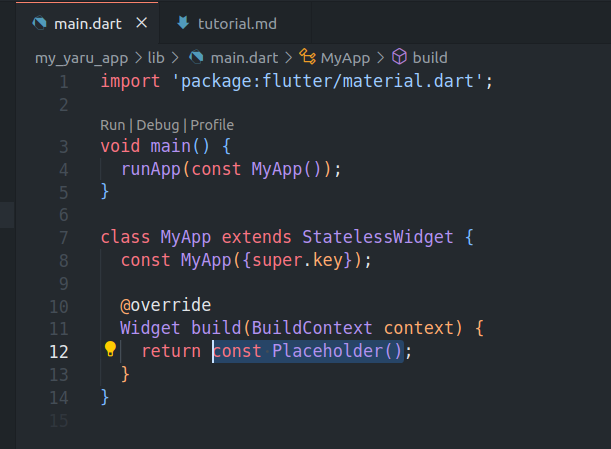 main.dart tutorial.md
my_yaru_app > lib > main.dart > MyApp > build
1 import 'package:flutter/material.dart';
2
Run | Debug | Profile
3 void main() {
4 runApp(const MyApp());
5 }
6
7 class MyApp extends StatelessWidget {
8 const MyApp({super.key});
9
10 @override
11 Widget build(BuildContext context) {
12 return const Placeholder();
13 }
14 }
15